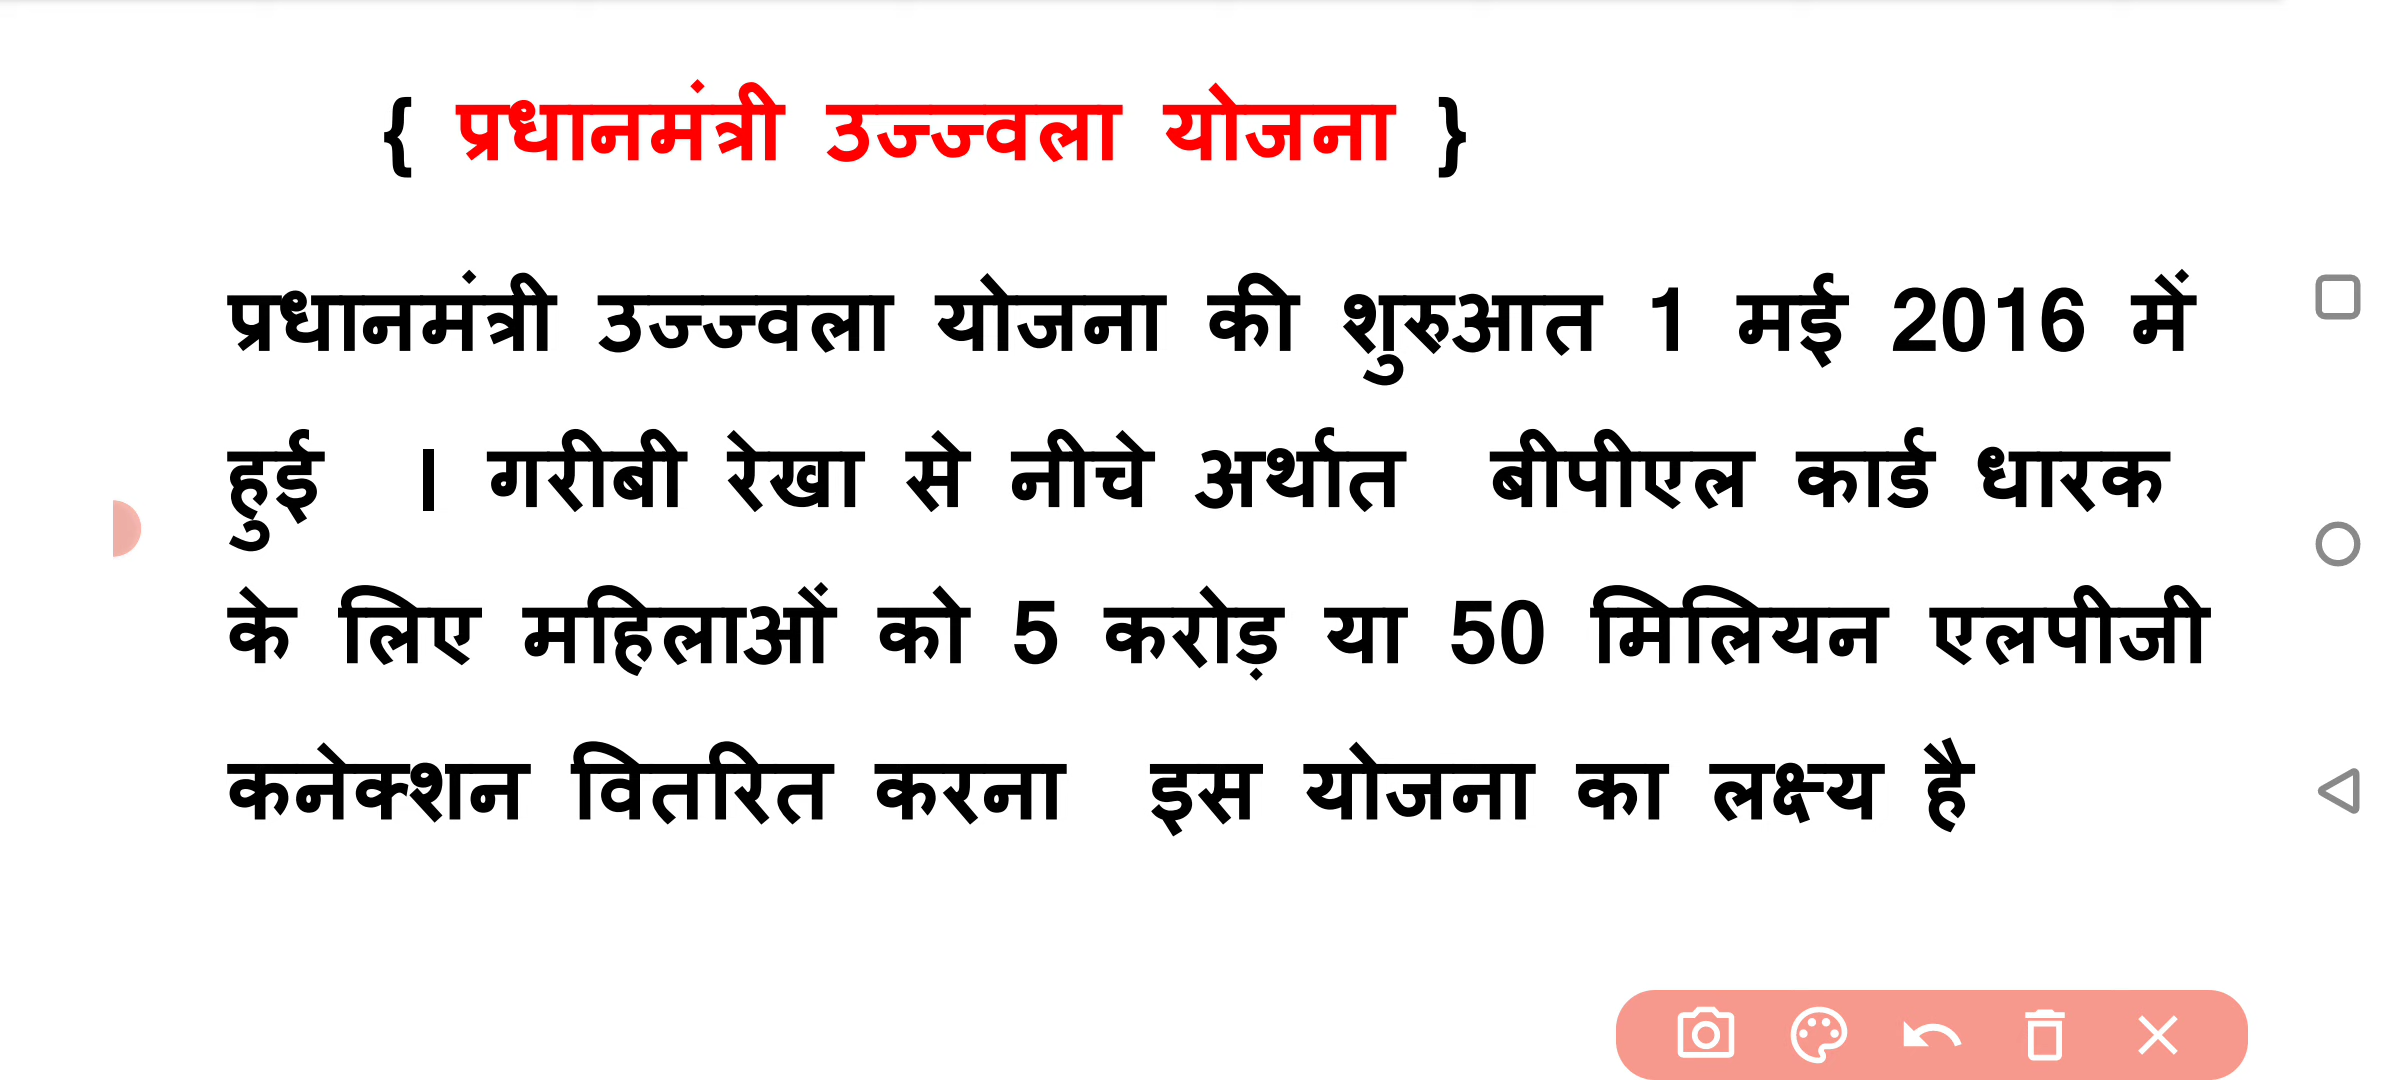 { प्रधानमंत्री उज्ज्वला योजना }
प्रधानमंत्री उज्ज्वला योजना की शुरुआत 1 मई 2016 में
हुई । गरीबी रेखा से नीचे अर्थात बीपीएल कार्ड धारक
के लिए महिलाओं को 5 करोड़ या 50 मिलियन एलपीजी
कनेक्शन वितरित करना इस योजना का लक्ष्य है